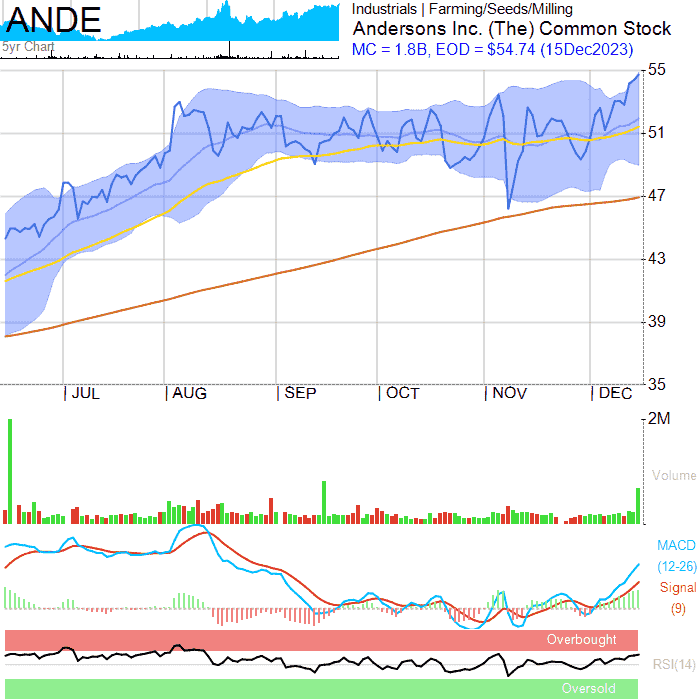 ANDE
5yr Chart
Industrials | Farming/Seeds/Milling
Andersons Inc. (The) Common Stock
MC = 1.8B, EOD = $54.74 (15Dec2023)
55
51
47
43
39
35
JUL
AUG
SEP
OCT
NOV
DEC
2M
Volume
MACD
(12-26)
Signal
(9)
Overbought
RSI(14)
Oversold